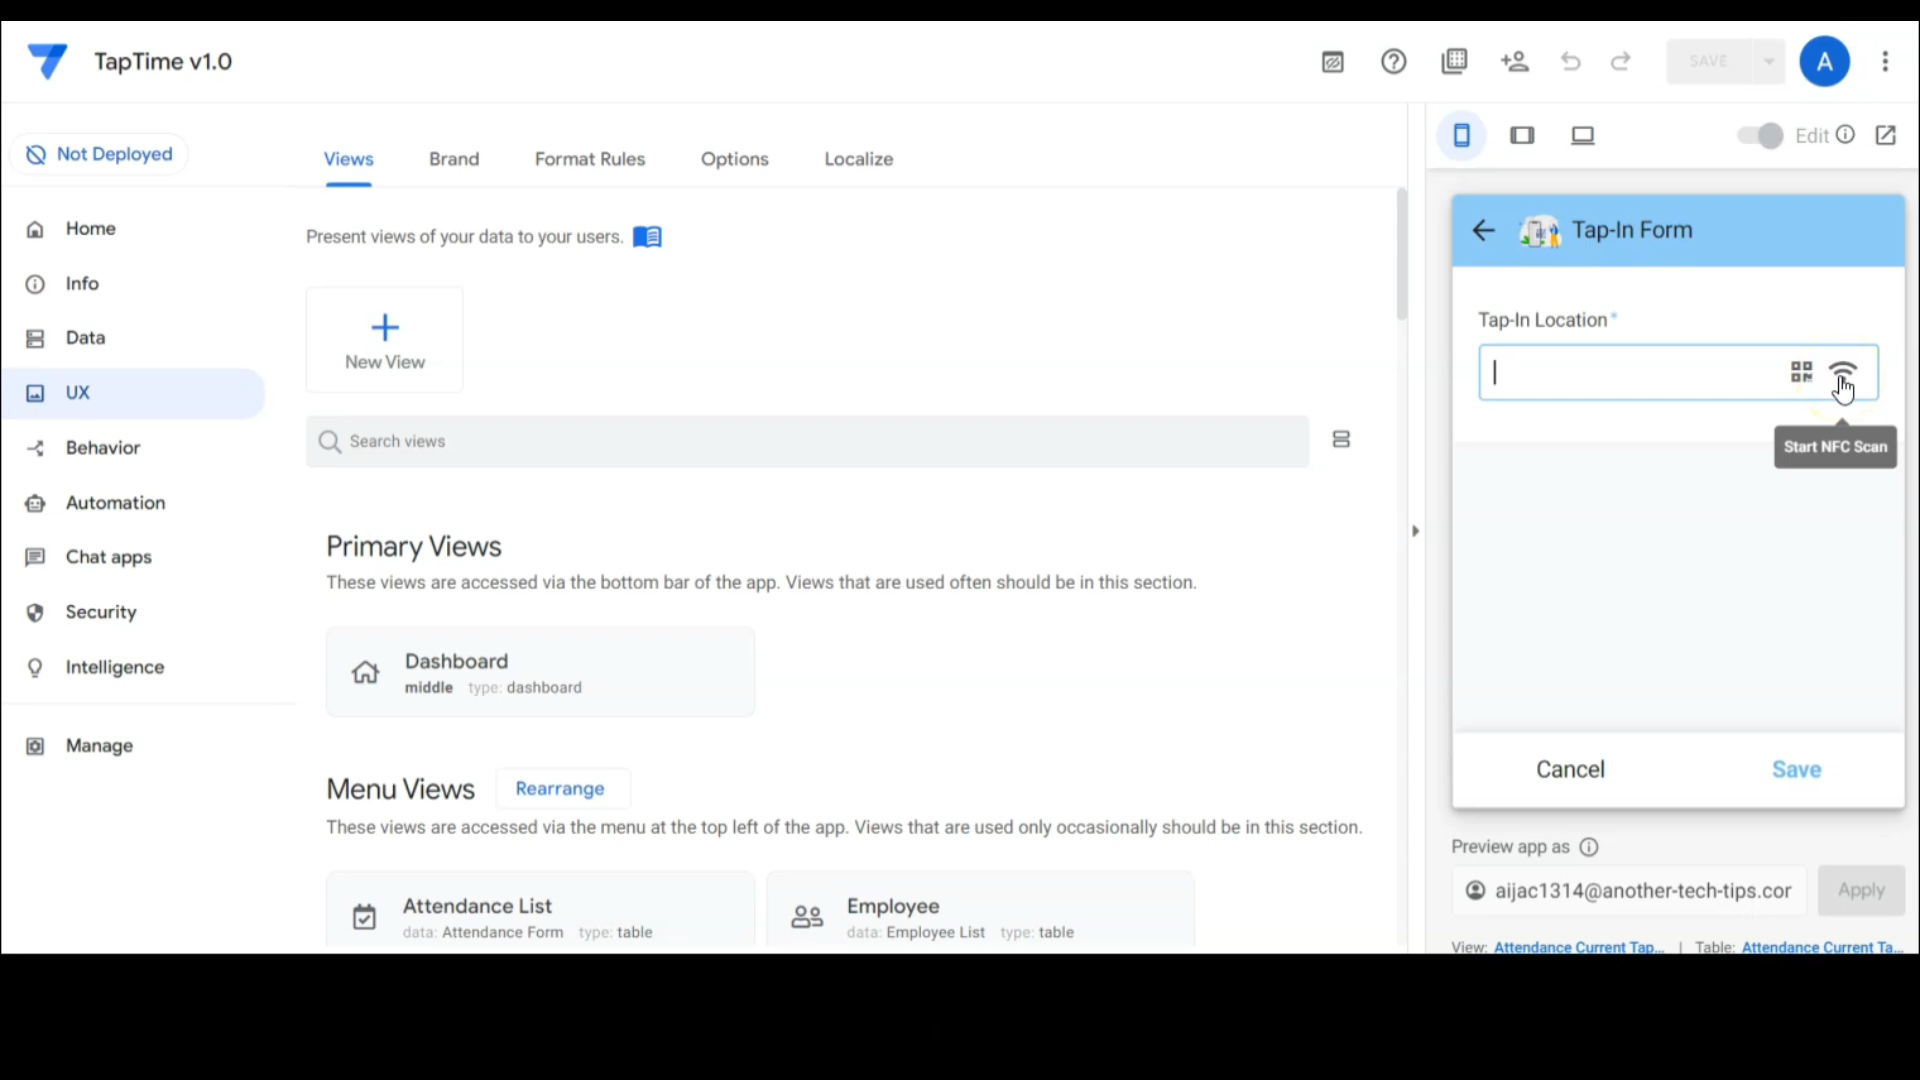 TapTime v1.0
SAVE
A
Not Deployed
Views
Brand
Format Rules
Options
Localize
Edit
Home
Info
Data
UX
Behavior
Automation
Chat apps
Security
Intelligence
Manage
Present views of your data to your users.
New View
Search views
Primary Views
These views are accessed via the bottom bar of the app. Views that are used often should be in this section.
Dashboard
middle type: dashboard
Menu Views
Rearrange
These views are accessed via the menu at the top left of the app. Views that are used only occasionally should be in this section.
Attendance List
data: Attendance Form type: table
Employee
data: Employee List type: table
Tap-In Form
Tap-In Location*
Start NFC Scan
Cancel
Save
Preview app as
aijac1314@another-tech-tips.cor
Apply
View: Attendance Current Tap... | Table: Attendance Current Ta...